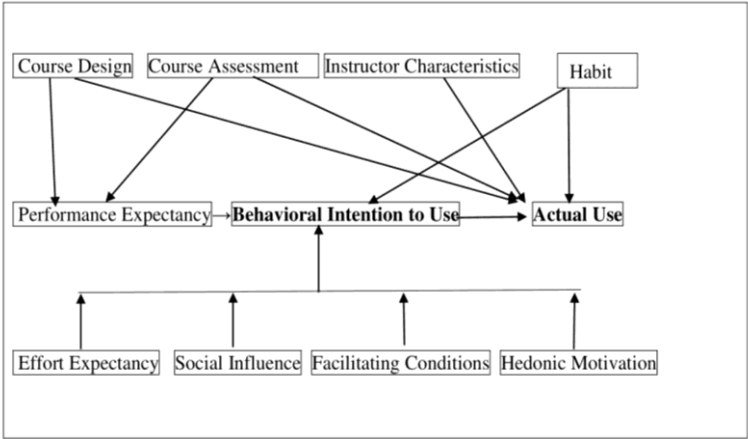 Course Design
Course Assessment
Instructor Characteristics
Habit
Performance Expectancy
Behavioral Intention to Use
Actual Use
Effort Expectancy
Social Influence
Facilitating Conditions
Hedonic Motivation